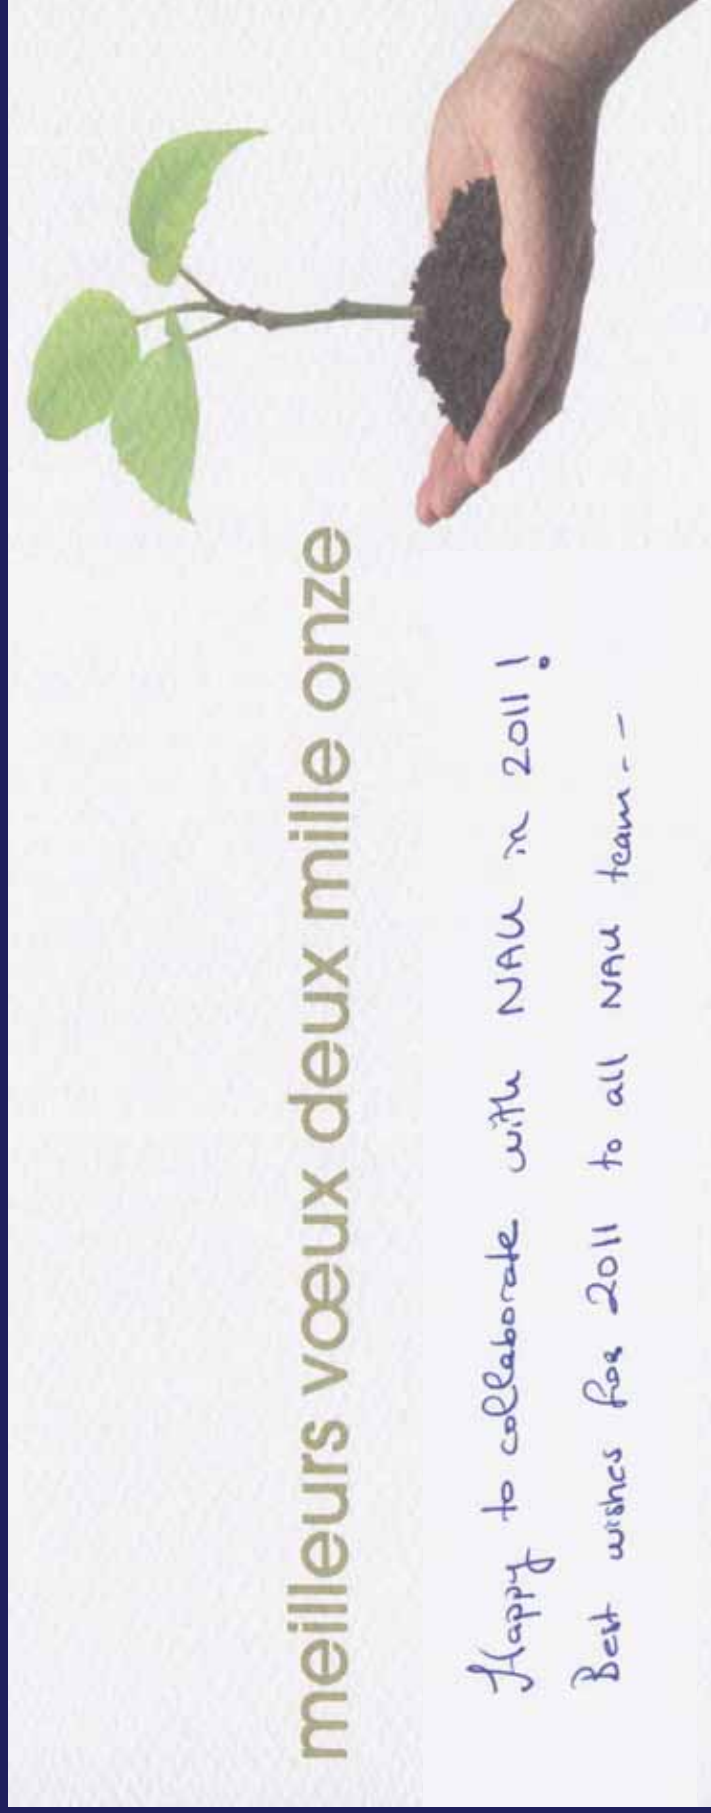 meilleurs vœux deux mille onze
Happy to collaborate with NAU in 2011!
Best wishes for 2011 to all NAU team--